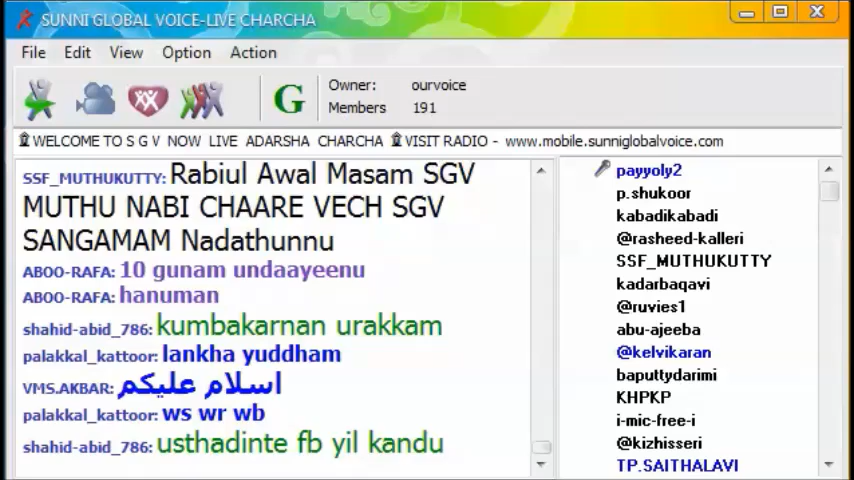 SUNNI GLOBAL VOICE-LIVE CHARCHA
File Edit View Option Action
G
Owner: ourvoice
Members 191
WELCOME TO S G V NOW LIVE ADARSHA CHARCHA VISIT RADIO - www.mobile.sunniglobalvoice.com
SSF_MUTHUKUTTY: Rabiul Awal Masam SGV
MUTHU NABI CHAARE VECH SGV
SANGAMAM Nadathunnu
ABOO-RAFA: 10 gunam undaayeenu
ABOO-RAFA: hanuman
shahid-abid_786: kumbakarnan urakkam
palakkal_kattoor: lankha yuddham
VMS.AKBAR: اسلام عليكم
palakkal_kattoor: ws wr wb
shahid-abid_786: usthadinte fb yil kandu
payyoly2
p.shukoor
kabadikabadi
@rasheed-kalleri
SSF_MUTHUKUTTY
kadarbaqavi
@ruvies1
abu-ajeeba
@kelvikaran
baputtydarimi
KHPKP
i-mic-free-i
@kizhisseri
TP.SAITHALAVI